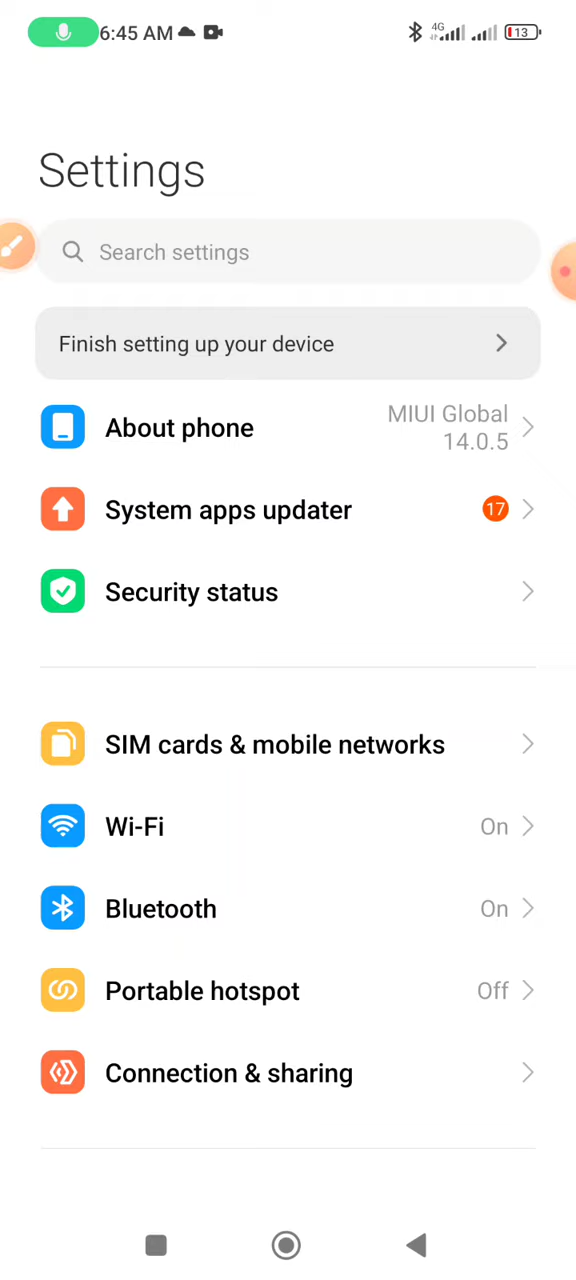 6:45 AM 4G 13
Settings
Search settings
Finish setting up your device
About phone
MIUI Global
14.0.5
System apps updater 17
Security status
SIM cards & mobile networks
Wi-Fi On
Bluetooth On
Portable hotspot Off
Connection & sharing